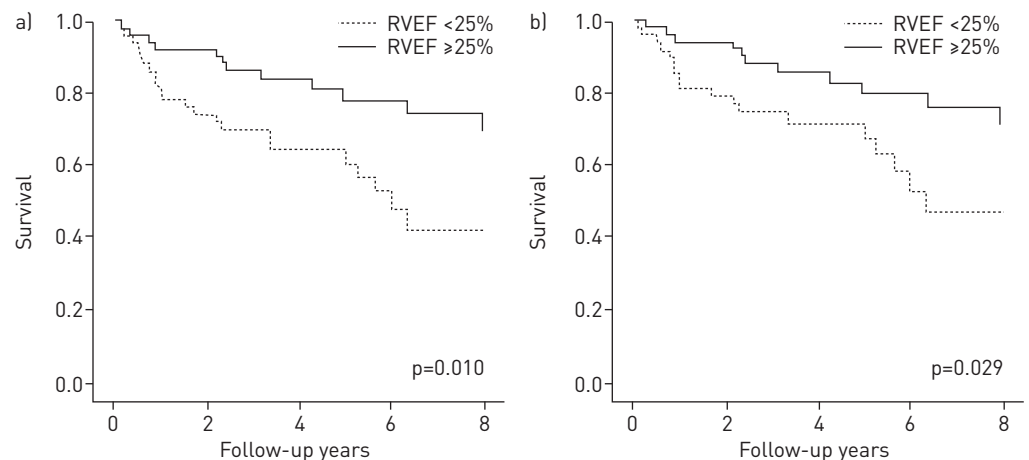 a)
RVEF <25%
RVEF ⩾25%
1.0
0.8
0.6
0.4
0.2
0.0
Survival
p=0.010
0 2 4 6 8
Follow-up years
b)
RVEF <25%
RVEF ⩾25%
1.0
0.8
0.6
0.4
0.2
0.0
Survival
p=0.029
0 2 4 6 8
Follow-up years